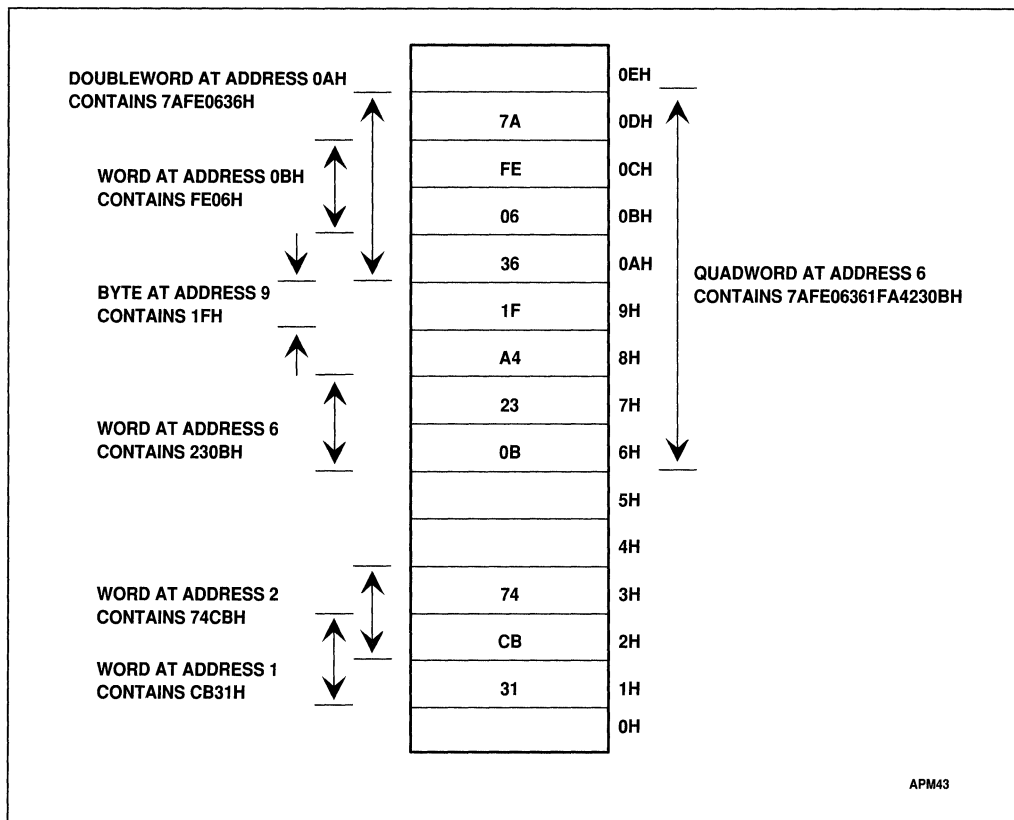 DOUBLEWORD AT ADDRESS 0AH
CONTAINS 7AFE0636H
WORD AT ADDRESS 0BH
CONTAINS FE06H
BYTE AT ADDRESS 9
CONTAINS 1FH
WORD AT ADDRESS 6
CONTAINS 230BH
WORD AT ADDRESS 2
CONTAINS 74CBH
WORD AT ADDRESS 1
CONTAINS CB31H
0EH
7A 0DH
FE 0CH
06 0BH
36 0AH
1F 9H
A4 8H
23 7H
0B 6H
5H
4H
74 3H
CB 2H
31 1H
0H
QUADWORD AT ADDRESS 6
CONTAINS 7AFE06361FA4230BH
APM43